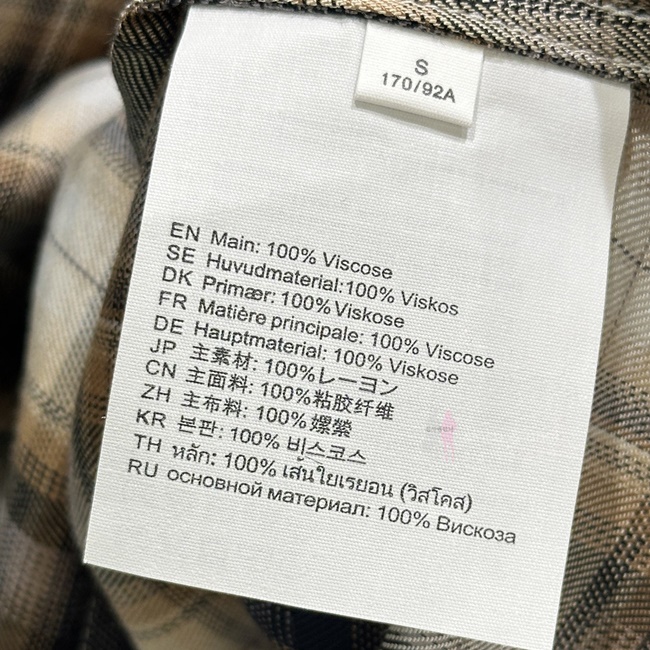 S
170/92A
EN Main: 100% Viscose
SE Huvudmaterial:100% Viskos
DK Primær: 100% Viskose
FR Matière principale: 100% Viscose
DE Hauptmaterial: 100% Viskose
JP 主素材: 100%レーヨン
CN 主面料: 100%粘胶纤维
ZH 主布料: 100%嫘縈
KR 본판: 100% 비스코스
TH หลัก: 100% เส้นใยเรยอน (วิสโคส)
RU основной материал: 100% Вискоза